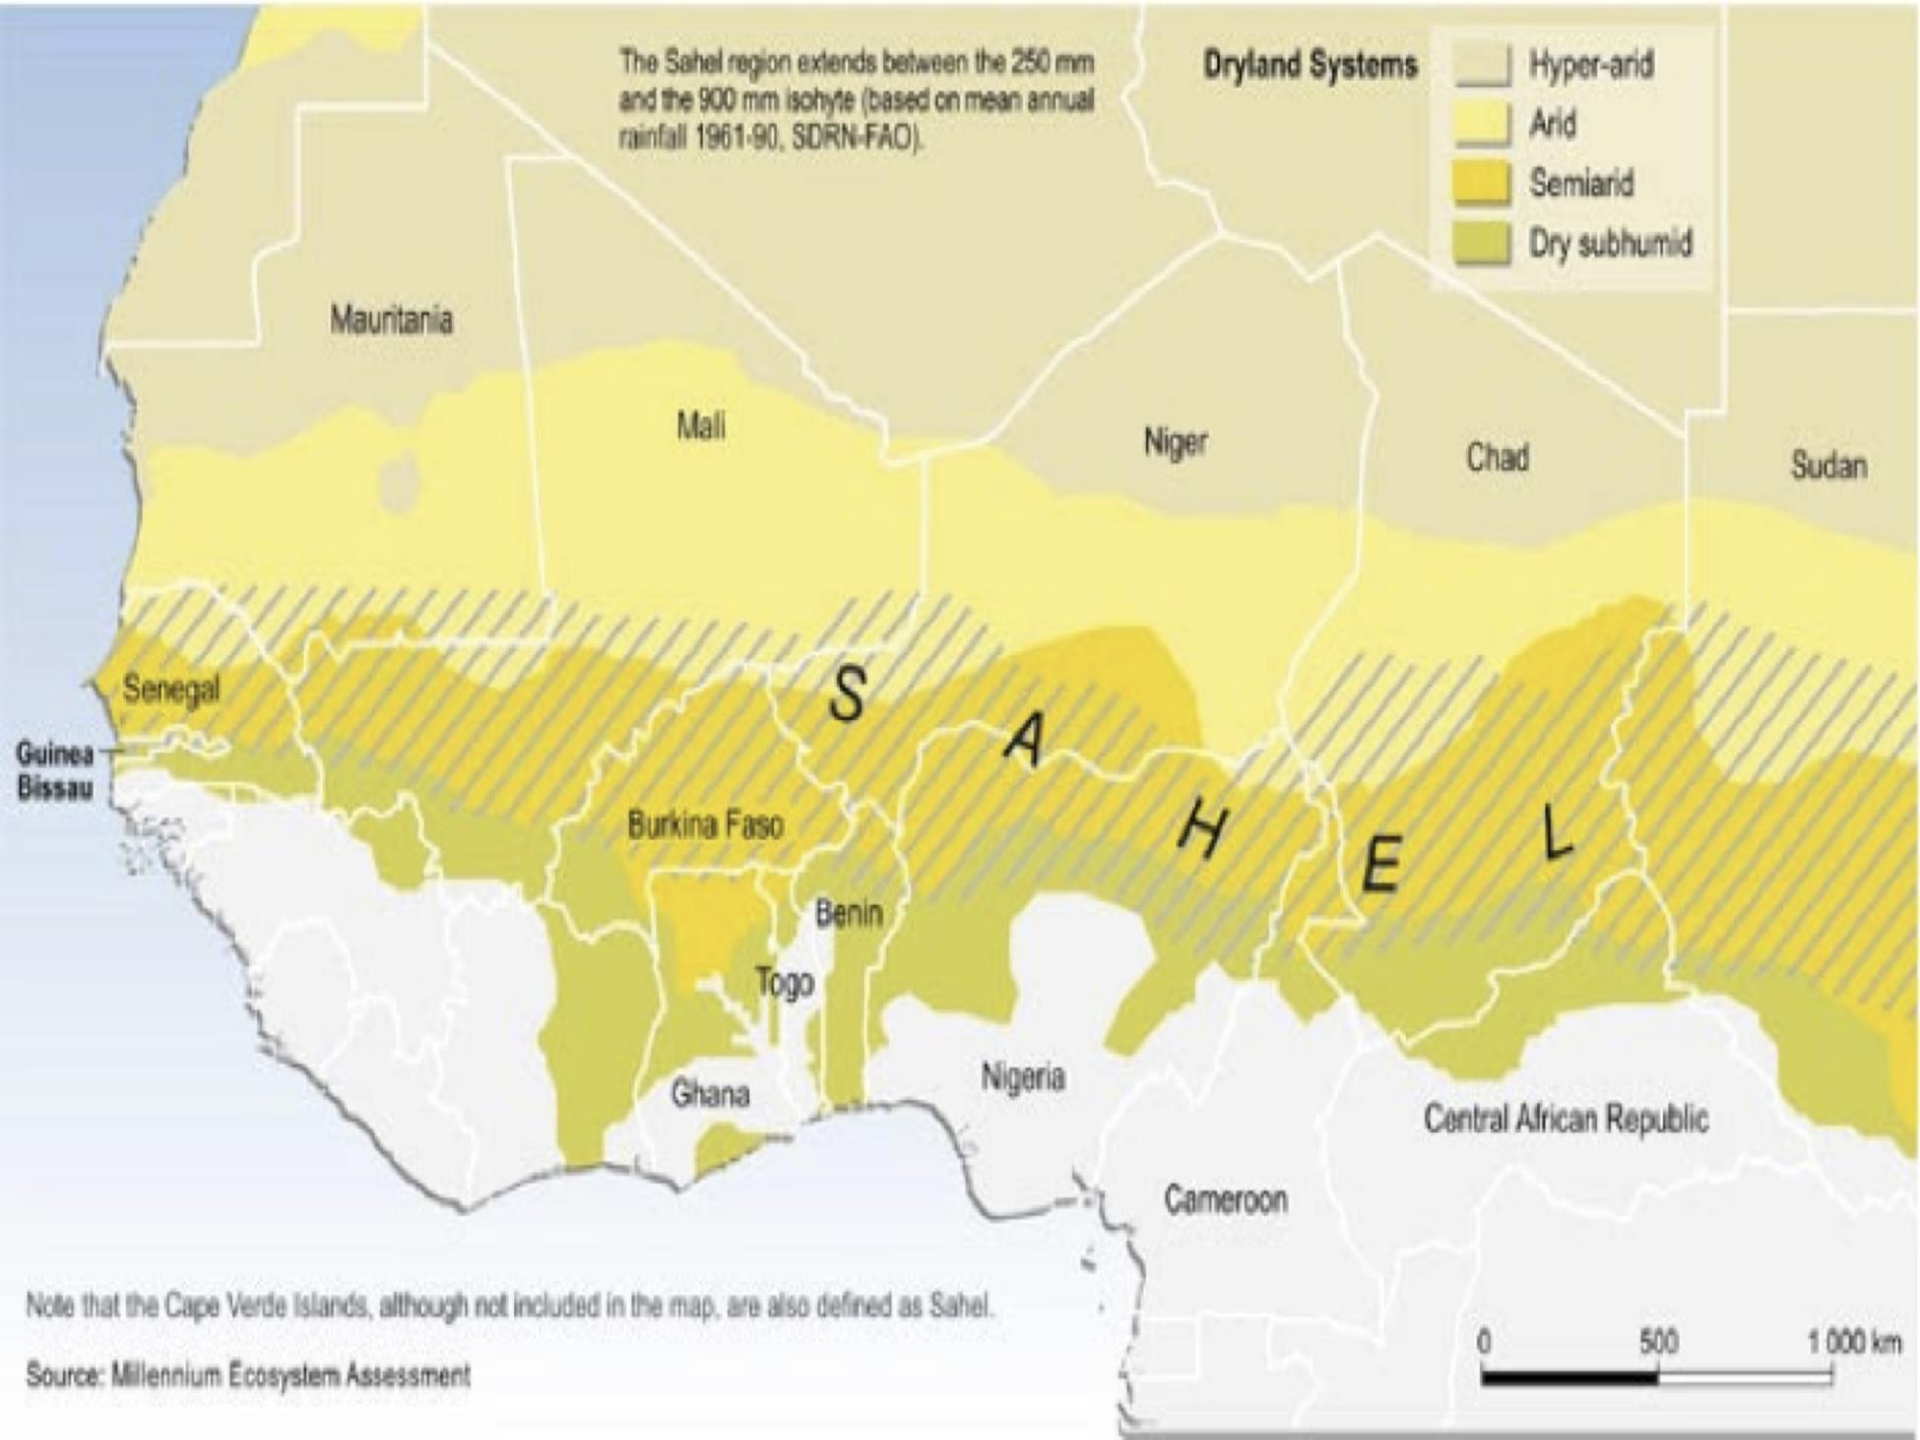 The Sahel region extends between the 250 mm
and the 900 mm isohyte (based on mean annual
rainfall 1961-90, SDRN-FAO).
Dryland Systems
Hyper-arid
Arid
Semiarid
Dry subhumid
Mauritania
Mali
Niger
Chad
Sudan
S A H E L
Senegal
Guinea
Bissau
Burkina Faso
Benin
Togo
Ghana
Nigeria
Central African Republic
Cameroon
Note that the Cape Verde Islands, although not included in the map, are also defined as Sahel.
0 500 1 000 km
Source: Millennium Ecosystem Assessment